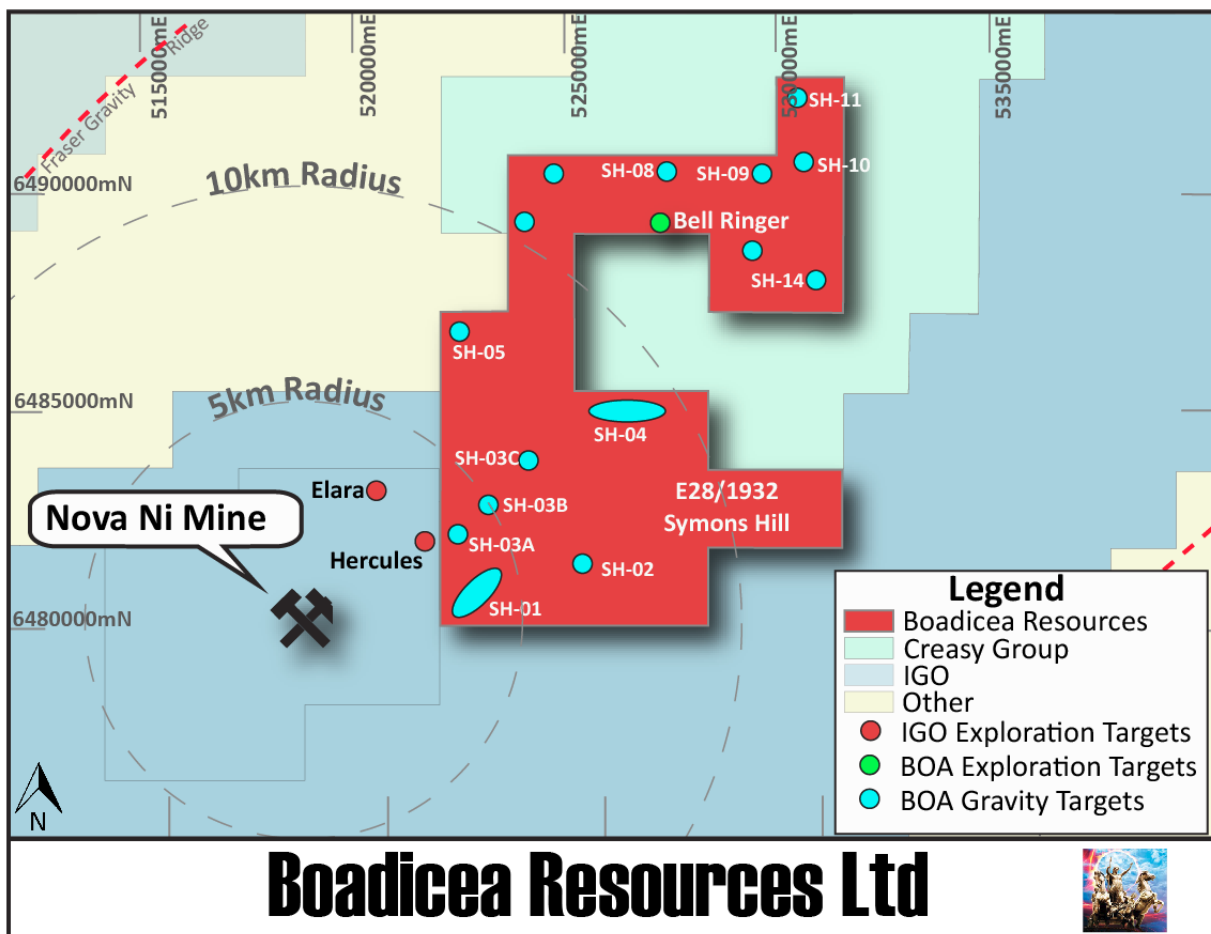 515000mE
520000mE
525000mE
530000mE
535000mE
Fraser Gravity Ridge
SH-11
SH-10
SH-08
SH-09
6490000mN
10km Radius
Bell Ringer
SH-14
SH-05
6485000mN
5km Radius
SH-04
SH-03C
Elara
SH-03B
E28/1932
Symons Hill
Nova Ni Mine
SH-03A
Hercules
SH-02
SH-01
6480000mN
Legend
Boadicea Resources
Creasy Group
IGO
Other
IGO Exploration Targets
BOA Exploration Targets
BOA Gravity Targets
N
Boadicea Resources Ltd